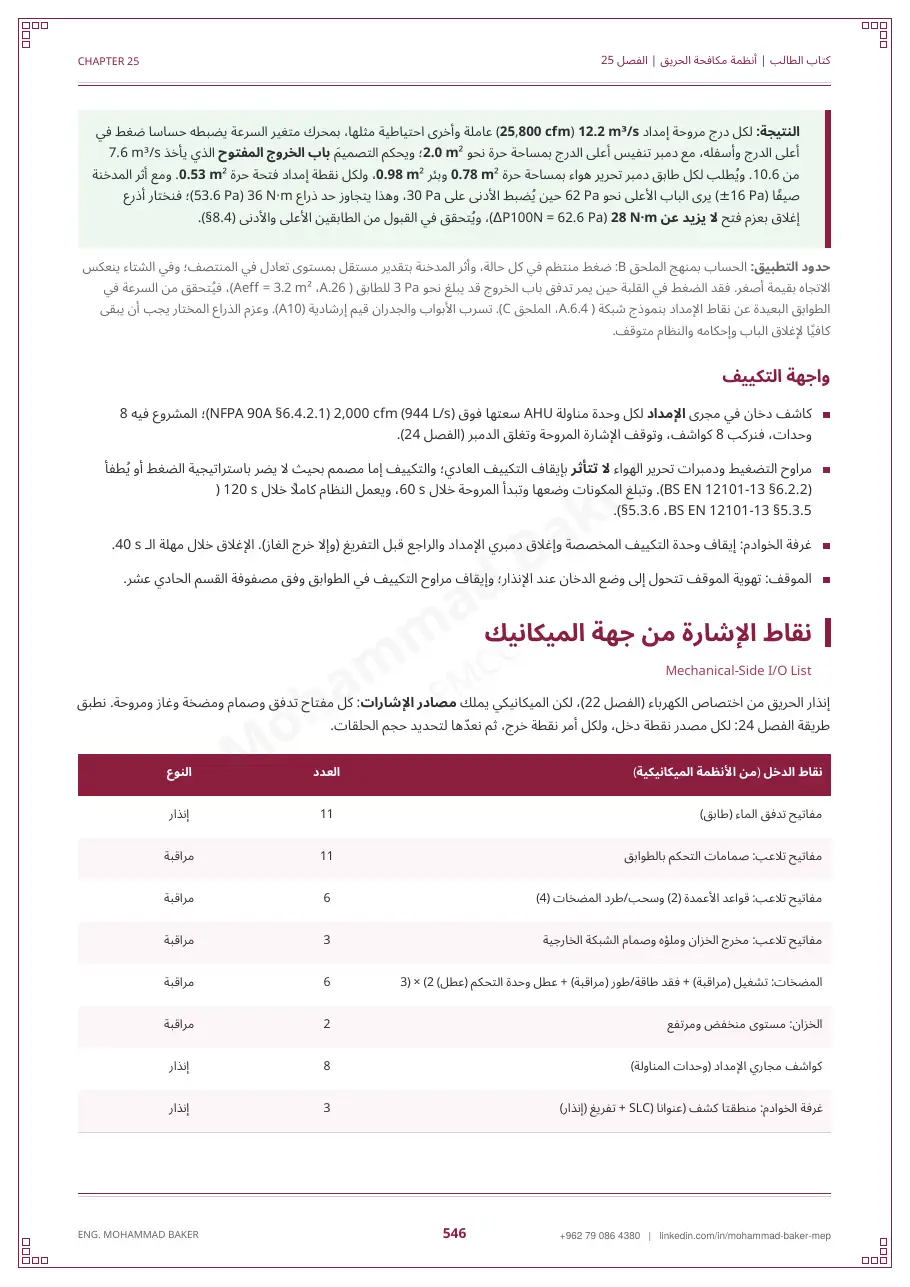 كتاب الطالب | أنظمة مكافحة الحريق | الفصل 25
CHAPTER 25
النتيجة: لكل درج مروحة إمداد 12.2 m³/s (25,800 cfm) عاملة وأخرى احتياطية مثلها، بمحرك متغير السرعة يضبطه حساسا ضغط في
أعلى الدرج وأسفله، مع دمبر تنفيس أعلى الدرج بمساحة حرة نحو 2.0 m²؛ ويحكم التصميمَ باب الخروج المفتوح الذي يأخذ 7.6 m³/s
من 10.6. ويُطلب لكل طابق دمبر تحرير هواء بمساحة حرة 0.78 m² وبئر 0.98 m²، ولكل نقطة إمداد فتحة حرة 0.53 m². ومع أثر المدخنة
صيفًا (±16 Pa) يرى الباب الأعلى نحو 62 Pa حين يُضبط الأدنى على 30 Pa، وهذا يتجاوز حد ذراع 36 N·m (53.6 Pa)؛ فنختار أذرع
إغلاق بعزم فتح لا يزيد عن 28 N·m (ΔP100N = 62.6 Pa)، ويُتحقق في القبول من الطابقين الأعلى والأدنى (§8.4).
حدود التطبيق: الحساب بمنهج الملحق B: ضغط منتظم في كل حالة، وأثر المدخنة بتقدير مستقل بمستوى تعادل في المنتصف؛ وفي الشتاء ينعكس
الاتجاه بقيمة أصغر. فقد الضغط في القلبة حين يمر تدفق باب الخروج قد يبلغ نحو 3 Pa للطابق ( A.26، Aeff = 3.2 m²)، فيُتحقق من السرعة في
الطوابق البعيدة عن نقاط الإمداد بنموذج شبكة ( A.6.4، الملحق C). تسرب الأبواب والجدران قيم إرشادية (A10). وعزم الذراع المختار يجب أن يبقى
كافيًا لإغلاق الباب وإحكامه والنظام متوقف.
واجهة التكييف
كاشف دخان في مجرى الإمداد لكل وحدة مناولة AHU سعتها فوق 2,000 cfm (944 L/s) (NFPA 90A §6.4.2.1)؛ المشروع فيه 8
وحدات، فنركب 8 كواشف، وتوقف الإشارة المروحة وتغلق الدمبر (الفصل 24).
مراوح التضغيط ودمبرات تحرير الهواء لا تتأثر بإيقاف التكييف العادي؛ والتكييف إما مصمم بحيث لا يضر باستراتيجية الضغط أو يُطفأ
(BS EN 12101-13 §6.2.2). وتبلغ المكونات وضعها وتبدأ المروحة خلال 60 s، ويعمل النظام كاملًا خلال 120 s (
BS EN 12101-13 §5.3.5، §5.3.6).
غرفة الخوادم: إيقاف وحدة التكييف المخصصة وإغلاق دمبري الإمداد والراجع قبل التفريغ (وإلا خرج الغاز). الإغلاق خلال مهلة الـ 40 s.
الموقف: تهوية الموقف تتحول إلى وضع الدخان عند الإنذار؛ وإيقاف مراوح التكييف في الطوابق وفق مصفوفة القسم الحادي عشر.
نقاط الإشارة من جهة الميكانيك
Mechanical-Side I/O List
إنذار الحريق من اختصاص الكهرباء (الفصل 22)، لكن الميكانيكي يملك مصادر الإشارات: كل مفتاح تدفق وصمام ومضخة وغاز ومروحة. نطبق
طريقة الفصل 24: لكل مصدر نقطة دخل، ولكل أمر نقطة خرج، ثم نعدّها لتحديد حجم الحلقات.
نقاط الدخل (من الأنظمة الميكانيكية) العدد النوع
مفاتيح تدفق الماء (طابق) 11 إنذار
مفاتيح تلاعب: صمامات التحكم بالطوابق 11 مراقبة
مفاتيح تلاعب: قواعد الأعمدة (2) وسحب/طرد المضخات (4) 6 مراقبة
مفاتيح تلاعب: مخرج الخزان وملؤه وصمام الشبكة الخارجية 3 مراقبة
المضخات: تشغيل (مراقبة) + فقد طاقة/طور (مراقبة) + عطل وحدة التحكم (عطل) (2 × 3) 6 مراقبة
الخزان: مستوى منخفض ومرتفع 2 مراقبة
كواشف مجاري الإمداد (وحدات المناولة) 8 إنذار
غرفة الخوادم: منطقتا كشف (عنوانا SLC) + تفريغ (إنذار) 3 إنذار
Mohammad Baker
ENG. MOHAMMAD BAKER
546
+962 79 086 4380 | linkedin.com/in/mohammad-baker-mep